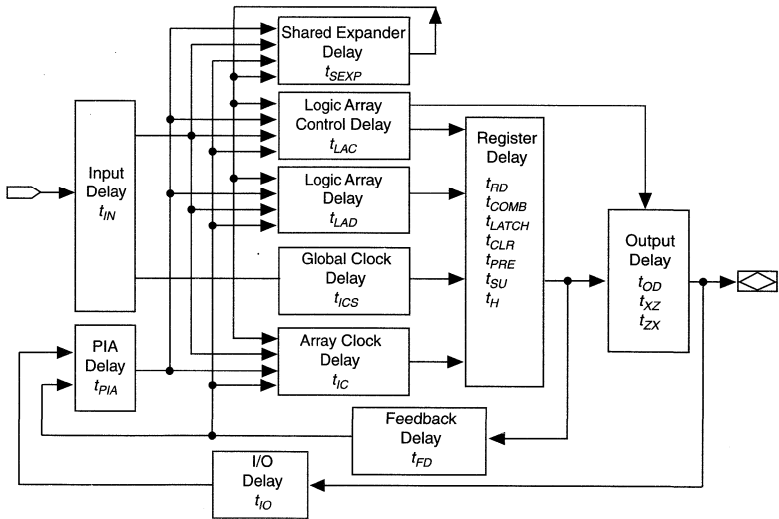 Shared Expander
Delay
tSEXP
Logic Array
Control Delay
tLAC
Register
Delay
tRD
tCOMB
tLATCH
tCLR
tPRE
tSU
tH
Input
Delay
tIN
Logic Array
Delay
tLAD
Output
Delay
tOD
tXZ
tZX
Global Clock
Delay
tICS
PIA
Delay
tPIA
Array Clock
Delay
tIC
Feedback
Delay
tFD
I/O
Delay
tIO